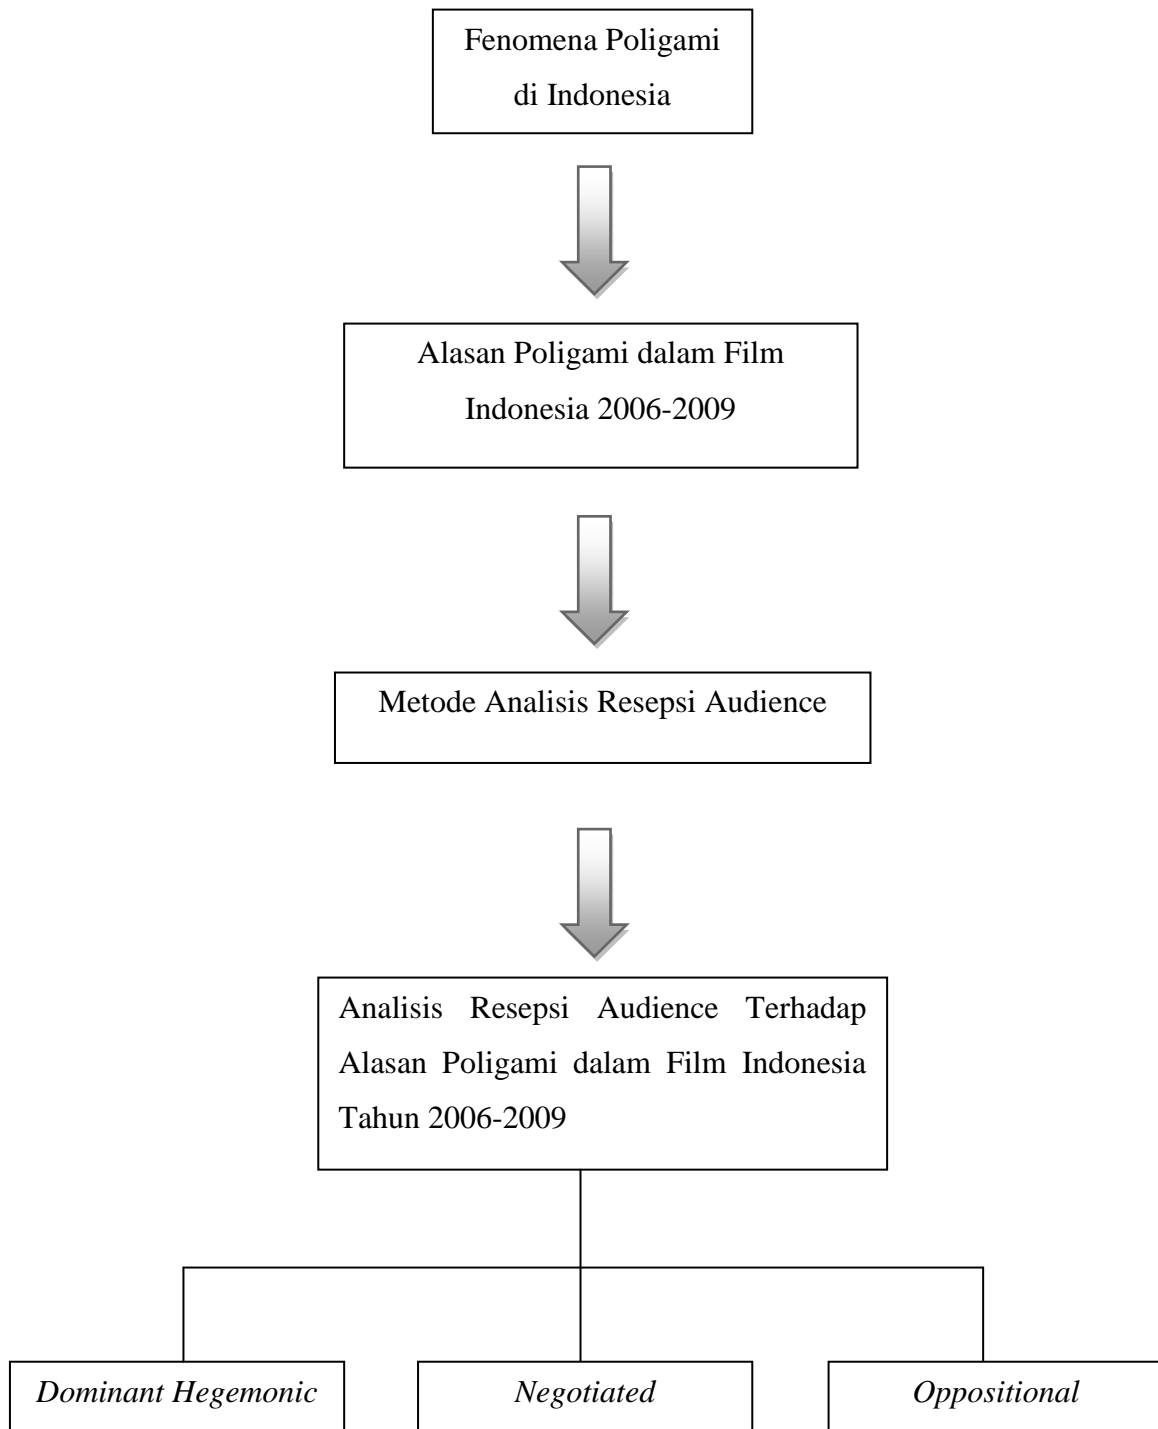 Fenomena Poligami
di Indonesia
Alasan Poligami dalam Film
Indonesia 2006-2009
Metode Analisis Resepsi Audience
Analisis Resepsi Audience Terhadap
Alasan Poligami dalam Film Indonesia
Tahun 2006-2009
Dominant Hegemonic
Negotiated
Oppositional